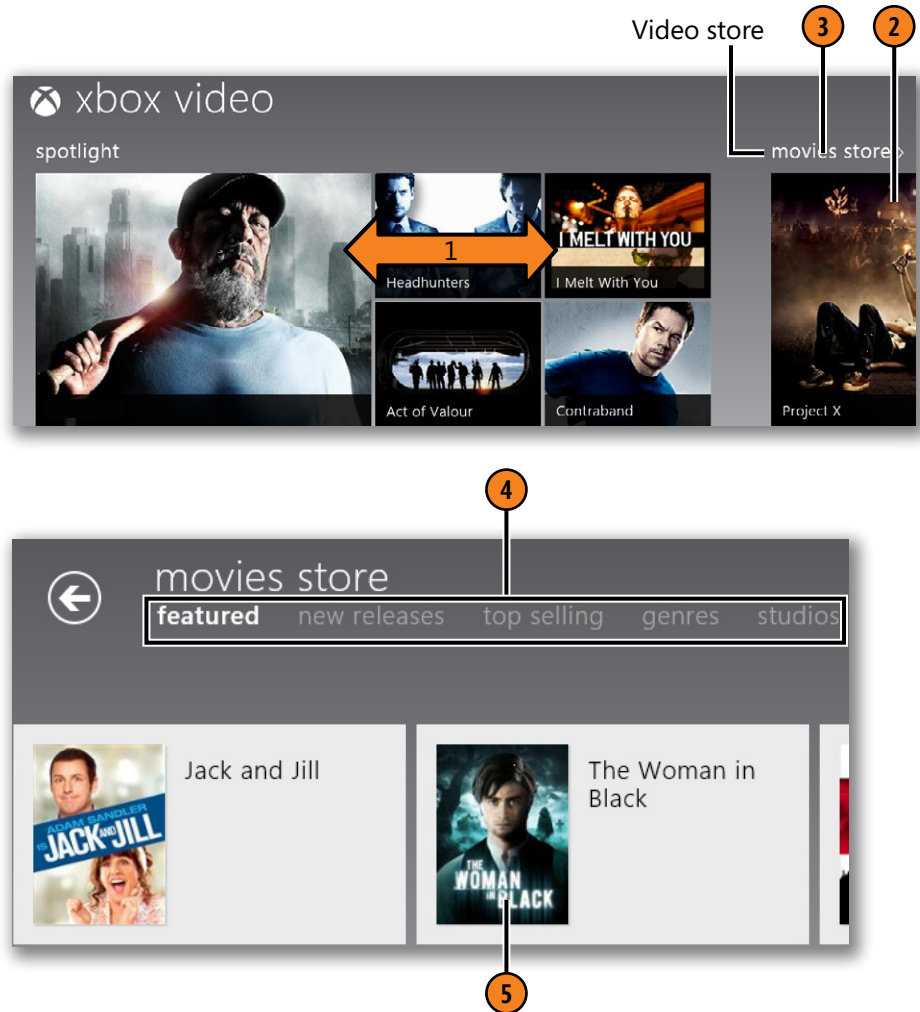 Video store
3
2
xbox video
spotlight
movies store >
I MELT WITH YOU
1
Headhunters
I Melt With You
Act of Valour
Contraband
Project X
4
movies store
featured new releases top selling genres studios
Jack and Jill
ADAM SANDLER
IS JACK AND JILL
The Woman in
Black
THE
WOMAN
IN BLACK
5